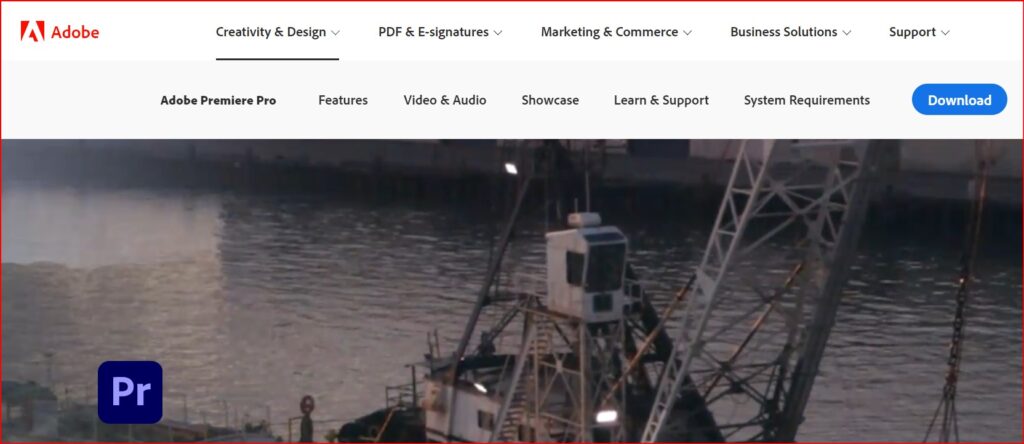 Adobe Creativity & Design PDF & E-signatures Marketing & Commerce Business Solutions Support
Adobe Premiere Pro Features Video & Audio Showcase Learn & Support System Requirements Download
Pr